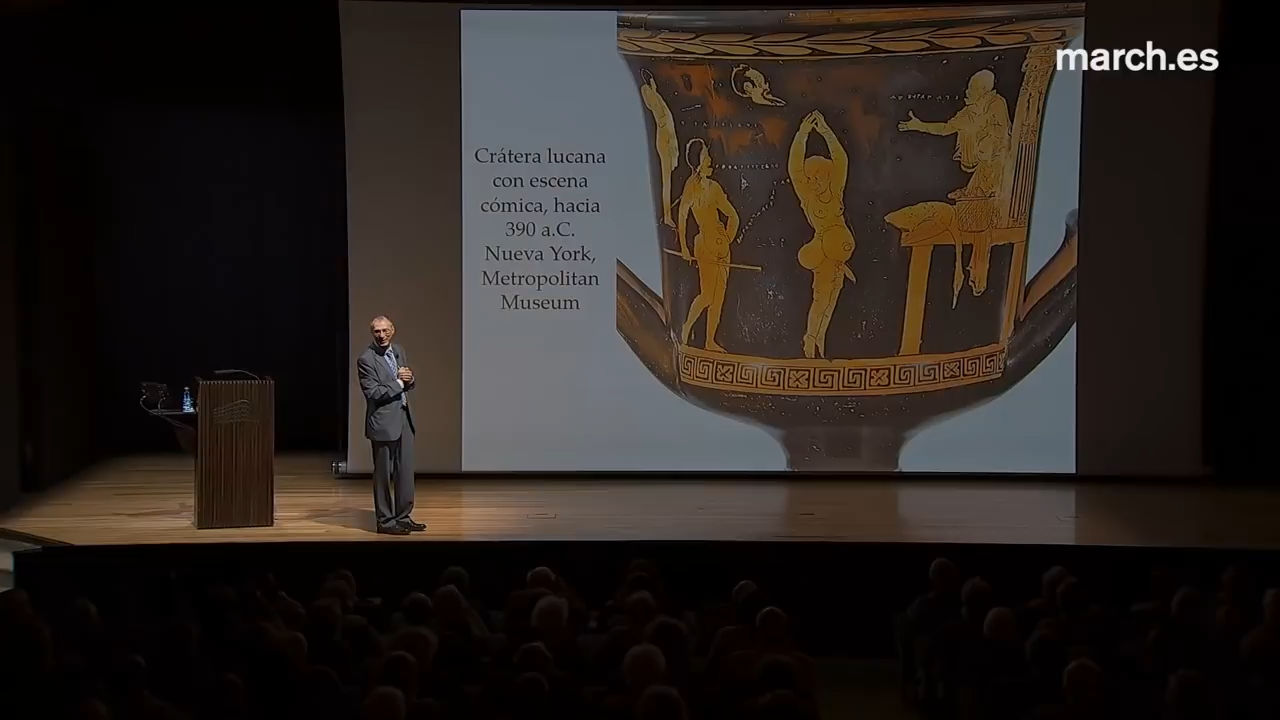 march.es
Crátera lucana
con escena
cómica, hacia
390 a.C.
Nueva York,
Metropolitan
Museum